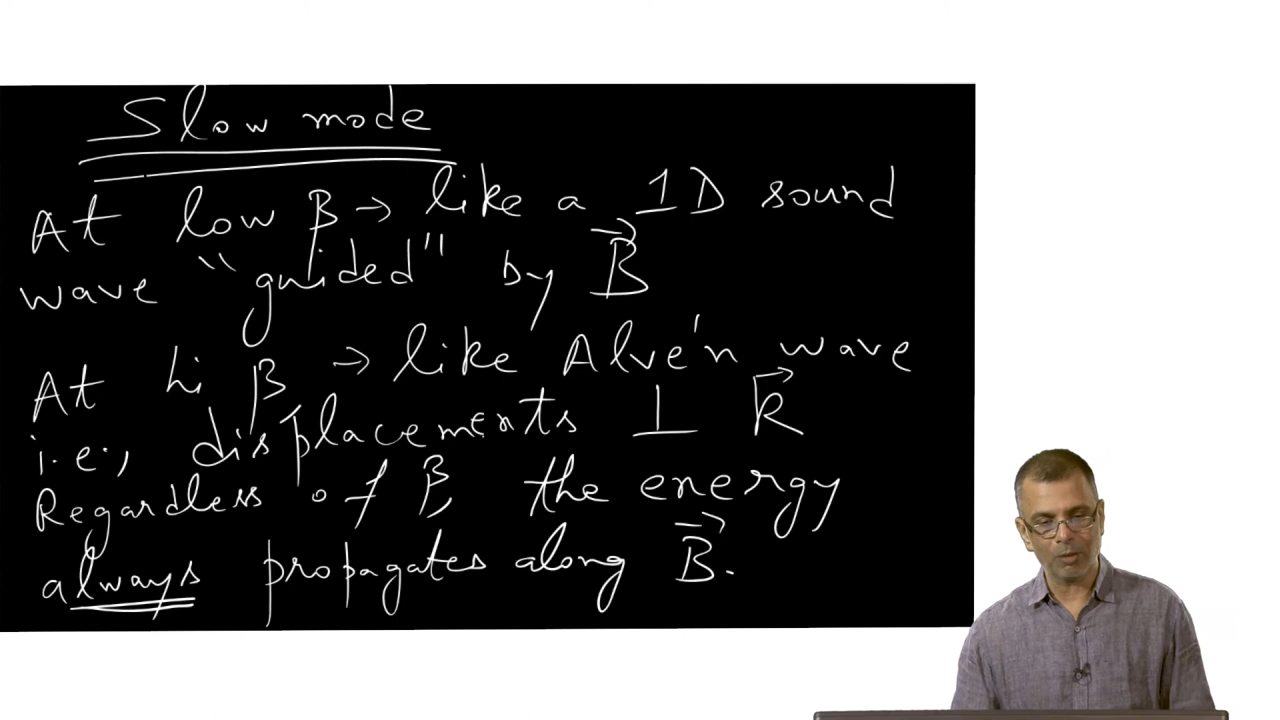 Slow mode
At low β → like a 1D sound
wave "guided" by B⃗
At hi β → like Alvé'n wave
i.e., displacements ⊥ k⃗
Regardless of β, the energy
always propagates along B⃗.